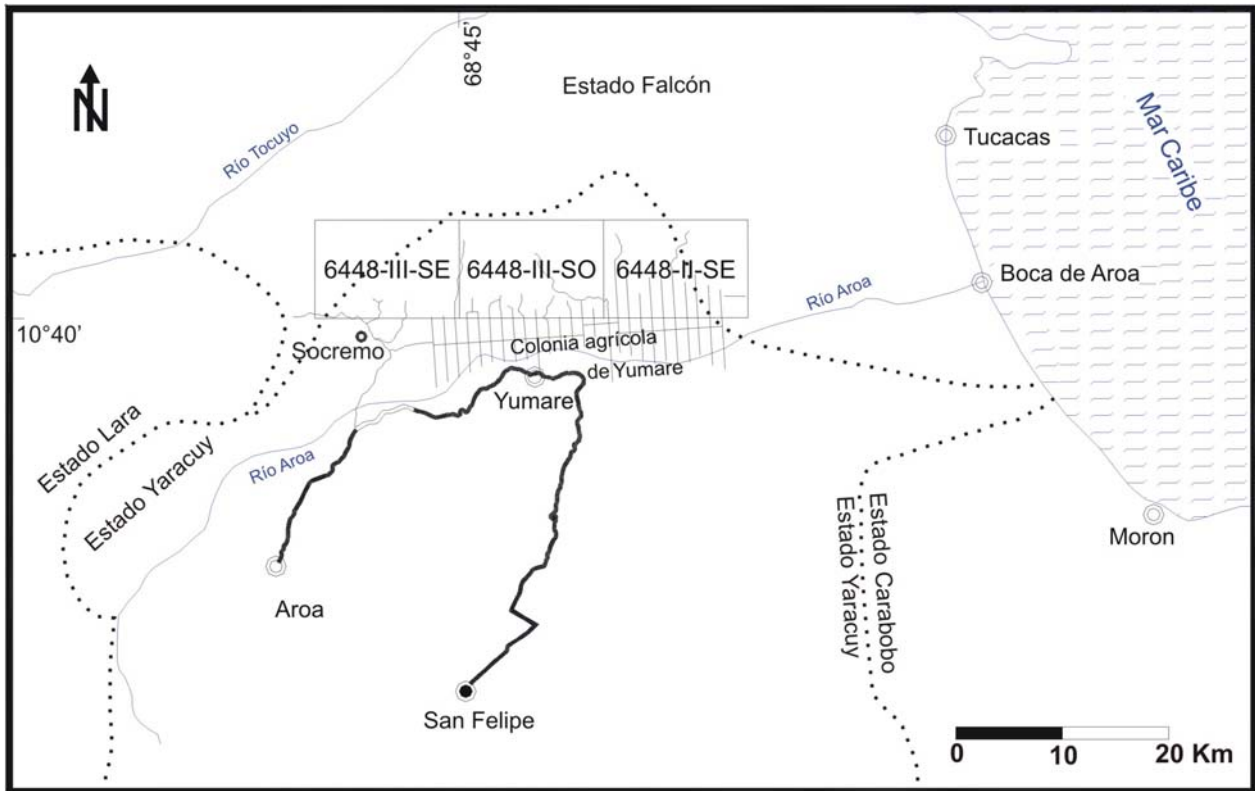 68°45'
Estado Falcón
N
Mar Caribe
Tucacas
Río Tocuyo
6448-III-SE
6448-III-SO
6448-II-SE
Boca de Aroa
Río Aroa
10°40'
Socremo
Colonia agrícola
de Yumare
Yumare
Estado Lara
Estado Yaracuy
Río Aroa
Estado Carabobo
Estado Yaracuy
Moron
Aroa
San Felipe
0 10 20 Km